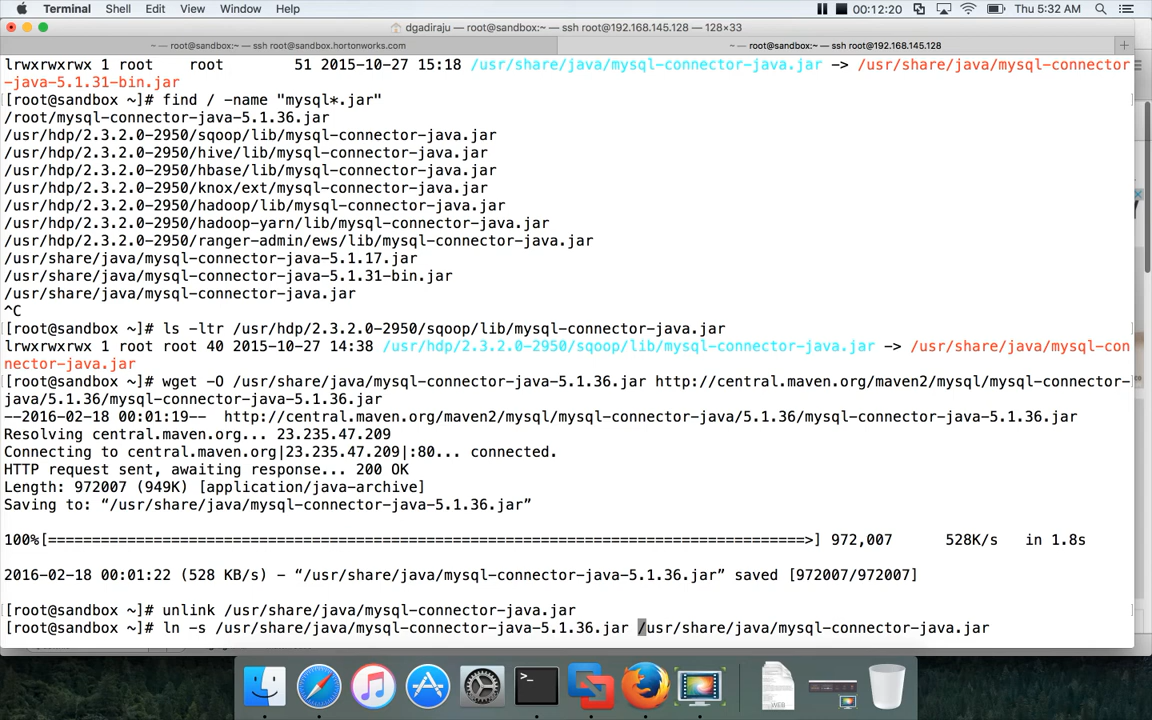 Terminal Shell Edit View Window Help 00:12:20 Thu 5:32 AM
dgadiraju — root@sandbox:~ — ssh root@192.168.145.128 — 128×33
~ — root@sandbox:~ — ssh root@sandbox.hortonworks.com ~ — root@sandbox:~ — ssh root@192.168.145.128 +
lrwxrwxrwx 1 root    root        51 2015-10-27 15:18 /usr/share/java/mysql-connector-java.jar -> /usr/share/java/mysql-connector
-java-5.1.31-bin.jar
[root@sandbox ~]# find / -name "mysql*.jar"
/root/mysql-connector-java-5.1.36.jar
/usr/hdp/2.3.2.0-2950/sqoop/lib/mysql-connector-java.jar
/usr/hdp/2.3.2.0-2950/hive/lib/mysql-connector-java.jar
/usr/hdp/2.3.2.0-2950/hbase/lib/mysql-connector-java.jar
/usr/hdp/2.3.2.0-2950/knox/ext/mysql-connector-java.jar
/usr/hdp/2.3.2.0-2950/hadoop/lib/mysql-connector-java.jar
/usr/hdp/2.3.2.0-2950/hadoop-yarn/lib/mysql-connector-java.jar
/usr/hdp/2.3.2.0-2950/ranger-admin/ews/lib/mysql-connector-java.jar
/usr/share/java/mysql-connector-java-5.1.17.jar
/usr/share/java/mysql-connector-java-5.1.31-bin.jar
/usr/share/java/mysql-connector-java.jar
^C
[root@sandbox ~]# ls -ltr /usr/hdp/2.3.2.0-2950/sqoop/lib/mysql-connector-java.jar
lrwxrwxrwx 1 root root 40 2015-10-27 14:38 /usr/hdp/2.3.2.0-2950/sqoop/lib/mysql-connector-java.jar -> /usr/share/java/mysql-con
nector-java.jar
[root@sandbox ~]# wget -O /usr/share/java/mysql-connector-java-5.1.36.jar http://central.maven.org/maven2/mysql/mysql-connector-
java/5.1.36/mysql-connector-java-5.1.36.jar
--2016-02-18 00:01:19--  http://central.maven.org/maven2/mysql/mysql-connector-java/5.1.36/mysql-connector-java-5.1.36.jar
Resolving central.maven.org... 23.235.47.209
Connecting to central.maven.org|23.235.47.209|:80... connected.
HTTP request sent, awaiting response... 200 OK
Length: 972007 (949K) [application/java-archive]
Saving to: “/usr/share/java/mysql-connector-java-5.1.36.jar”
100%[======================================================================================>] 972,007      528K/s   in 1.8s
2016-02-18 00:01:22 (528 KB/s) - “/usr/share/java/mysql-connector-java-5.1.36.jar” saved [972007/972007]
[root@sandbox ~]# unlink /usr/share/java/mysql-connector-java.jar
[root@sandbox ~]# ln -s /usr/share/java/mysql-connector-java-5.1.36.jar /usr/share/java/mysql-connector-java.jar